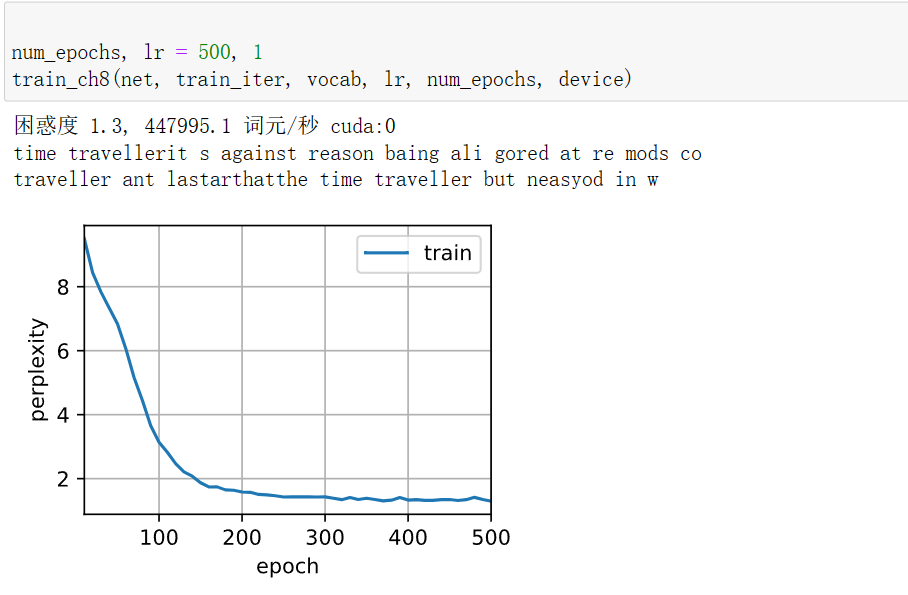 num_epochs, lr = 500, 1
train_ch8(net, train_iter, vocab, lr, num_epochs, device)
困惑度 1.3, 447995.1 词元/秒 cuda:0
time travellerit s against reason baing ali gored at re mods co
traveller ant lastarthatthe time traveller but neasyod in w
train
8
6
4
2
perplexity
100 200 300 400 500
epoch